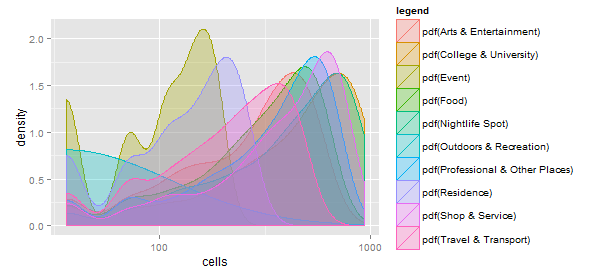 legend
pdf(Arts & Entertainment)
pdf(College & University)
pdf(Event)
pdf(Food)
pdf(Nightlife Spot)
pdf(Outdoors & Recreation)
pdf(Professional & Other Places)
pdf(Residence)
pdf(Shop & Service)
pdf(Travel & Transport)
density
2.0
1.5
1.0
0.5
0.0
100
1000
cells